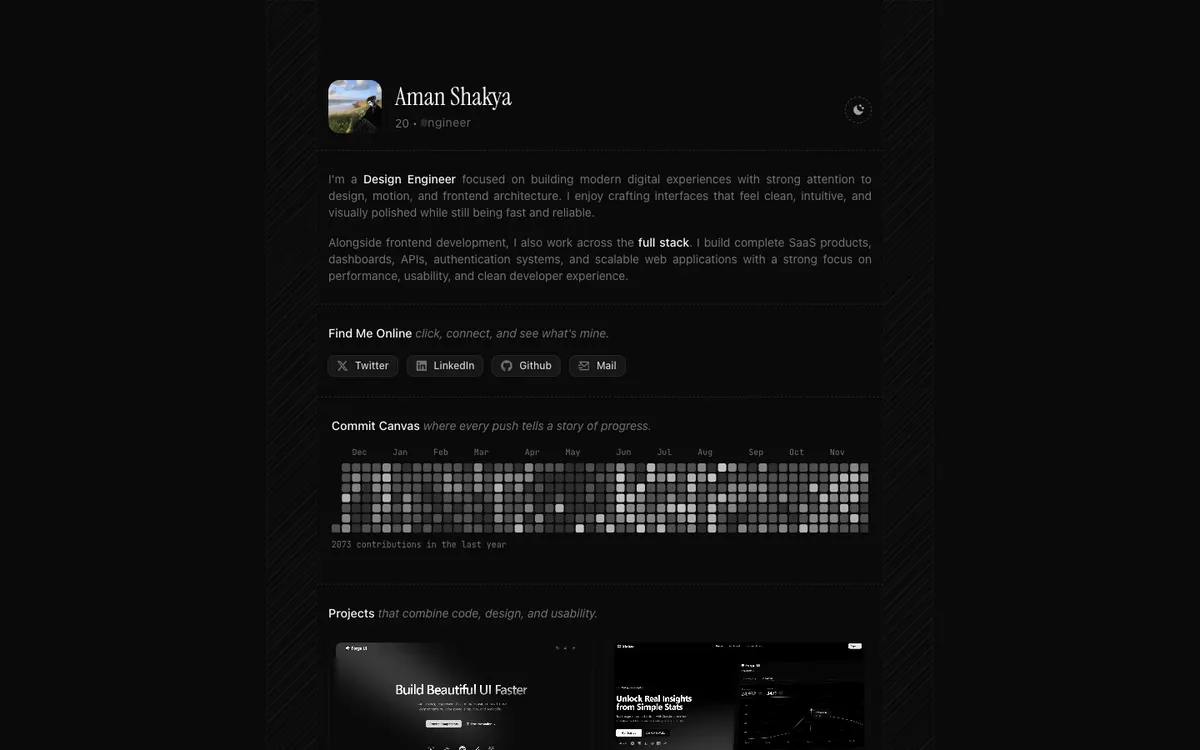 Aman Shakya
20 • ngineer
I'm a Design Engineer focused on building modern digital experiences with strong attention to
design, motion, and frontend architecture. I enjoy crafting interfaces that feel clean, intuitive, and
visually polished while still being fast and reliable.
Alongside frontend development, I also work across the full stack. I build complete SaaS products,
dashboards, APIs, authentication systems, and scalable web applications with a strong focus on
performance, usability, and clean developer experience.
Find Me Online click, connect, and see what's mine.
Twitter LinkedIn Github Mail
Commit Canvas where every push tells a story of progress.
Dec Jan Feb Mar Apr May Jun Jul Aug Sep Oct Nov
2073 contributions in the last year
Projects that combine code, design, and usability.
Forge UI
Build Beautiful UI Faster
Unlock Real Insights
from Simple Stats